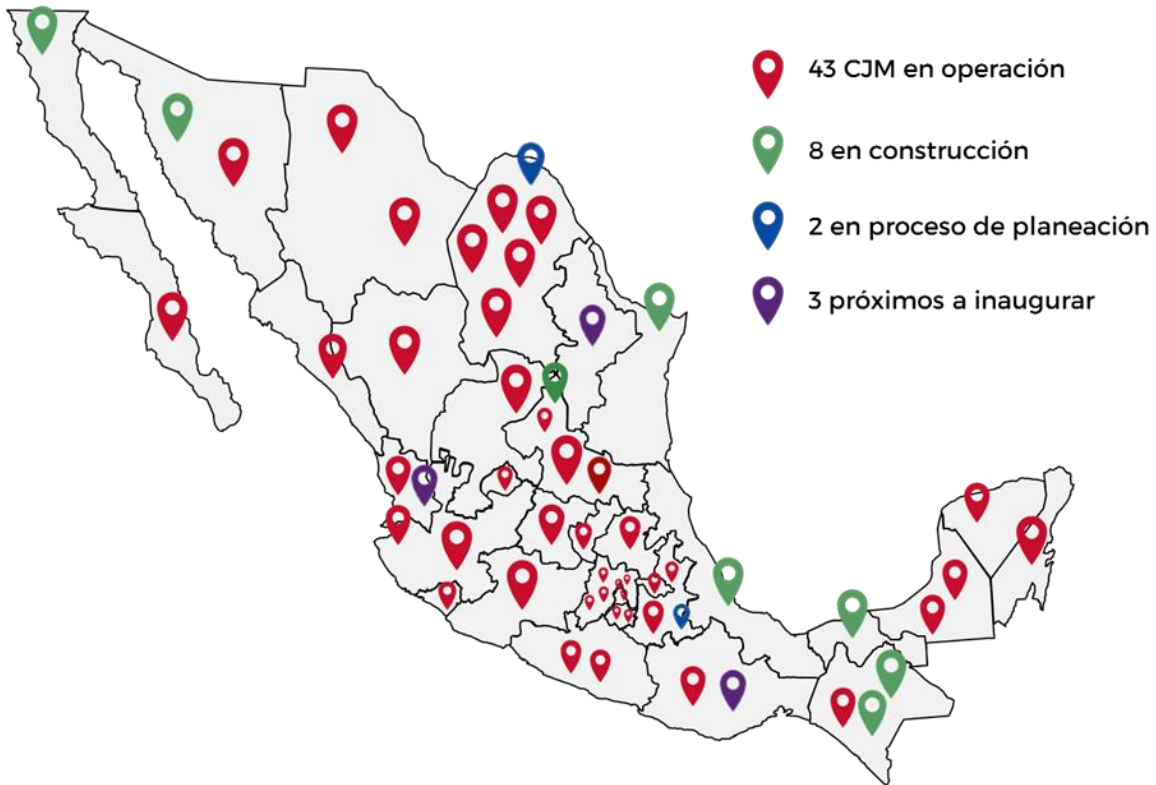 43 CJM en operación
8 en construcción
2 en proceso de planeación
3 próximos a inaugurar